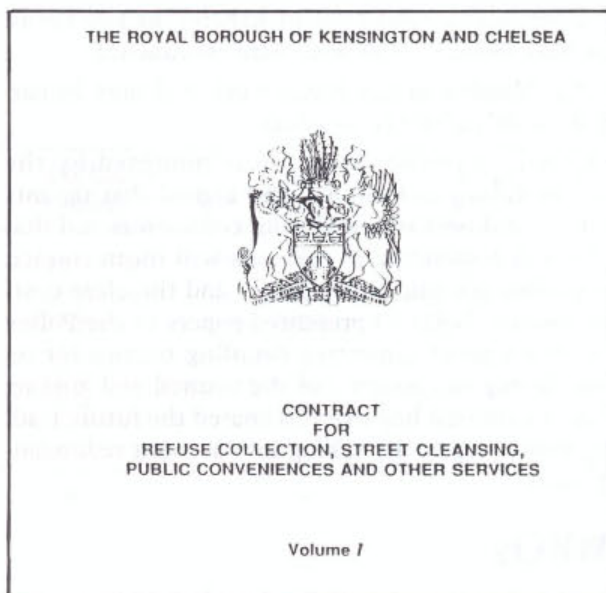 THE ROYAL BOROUGH OF KENSINGTON AND CHELSEA
CONTRACT
FOR
REFUSE COLLECTION, STREET CLEANSING,
PUBLIC CONVENIENCES AND OTHER SERVICES
Volume 1